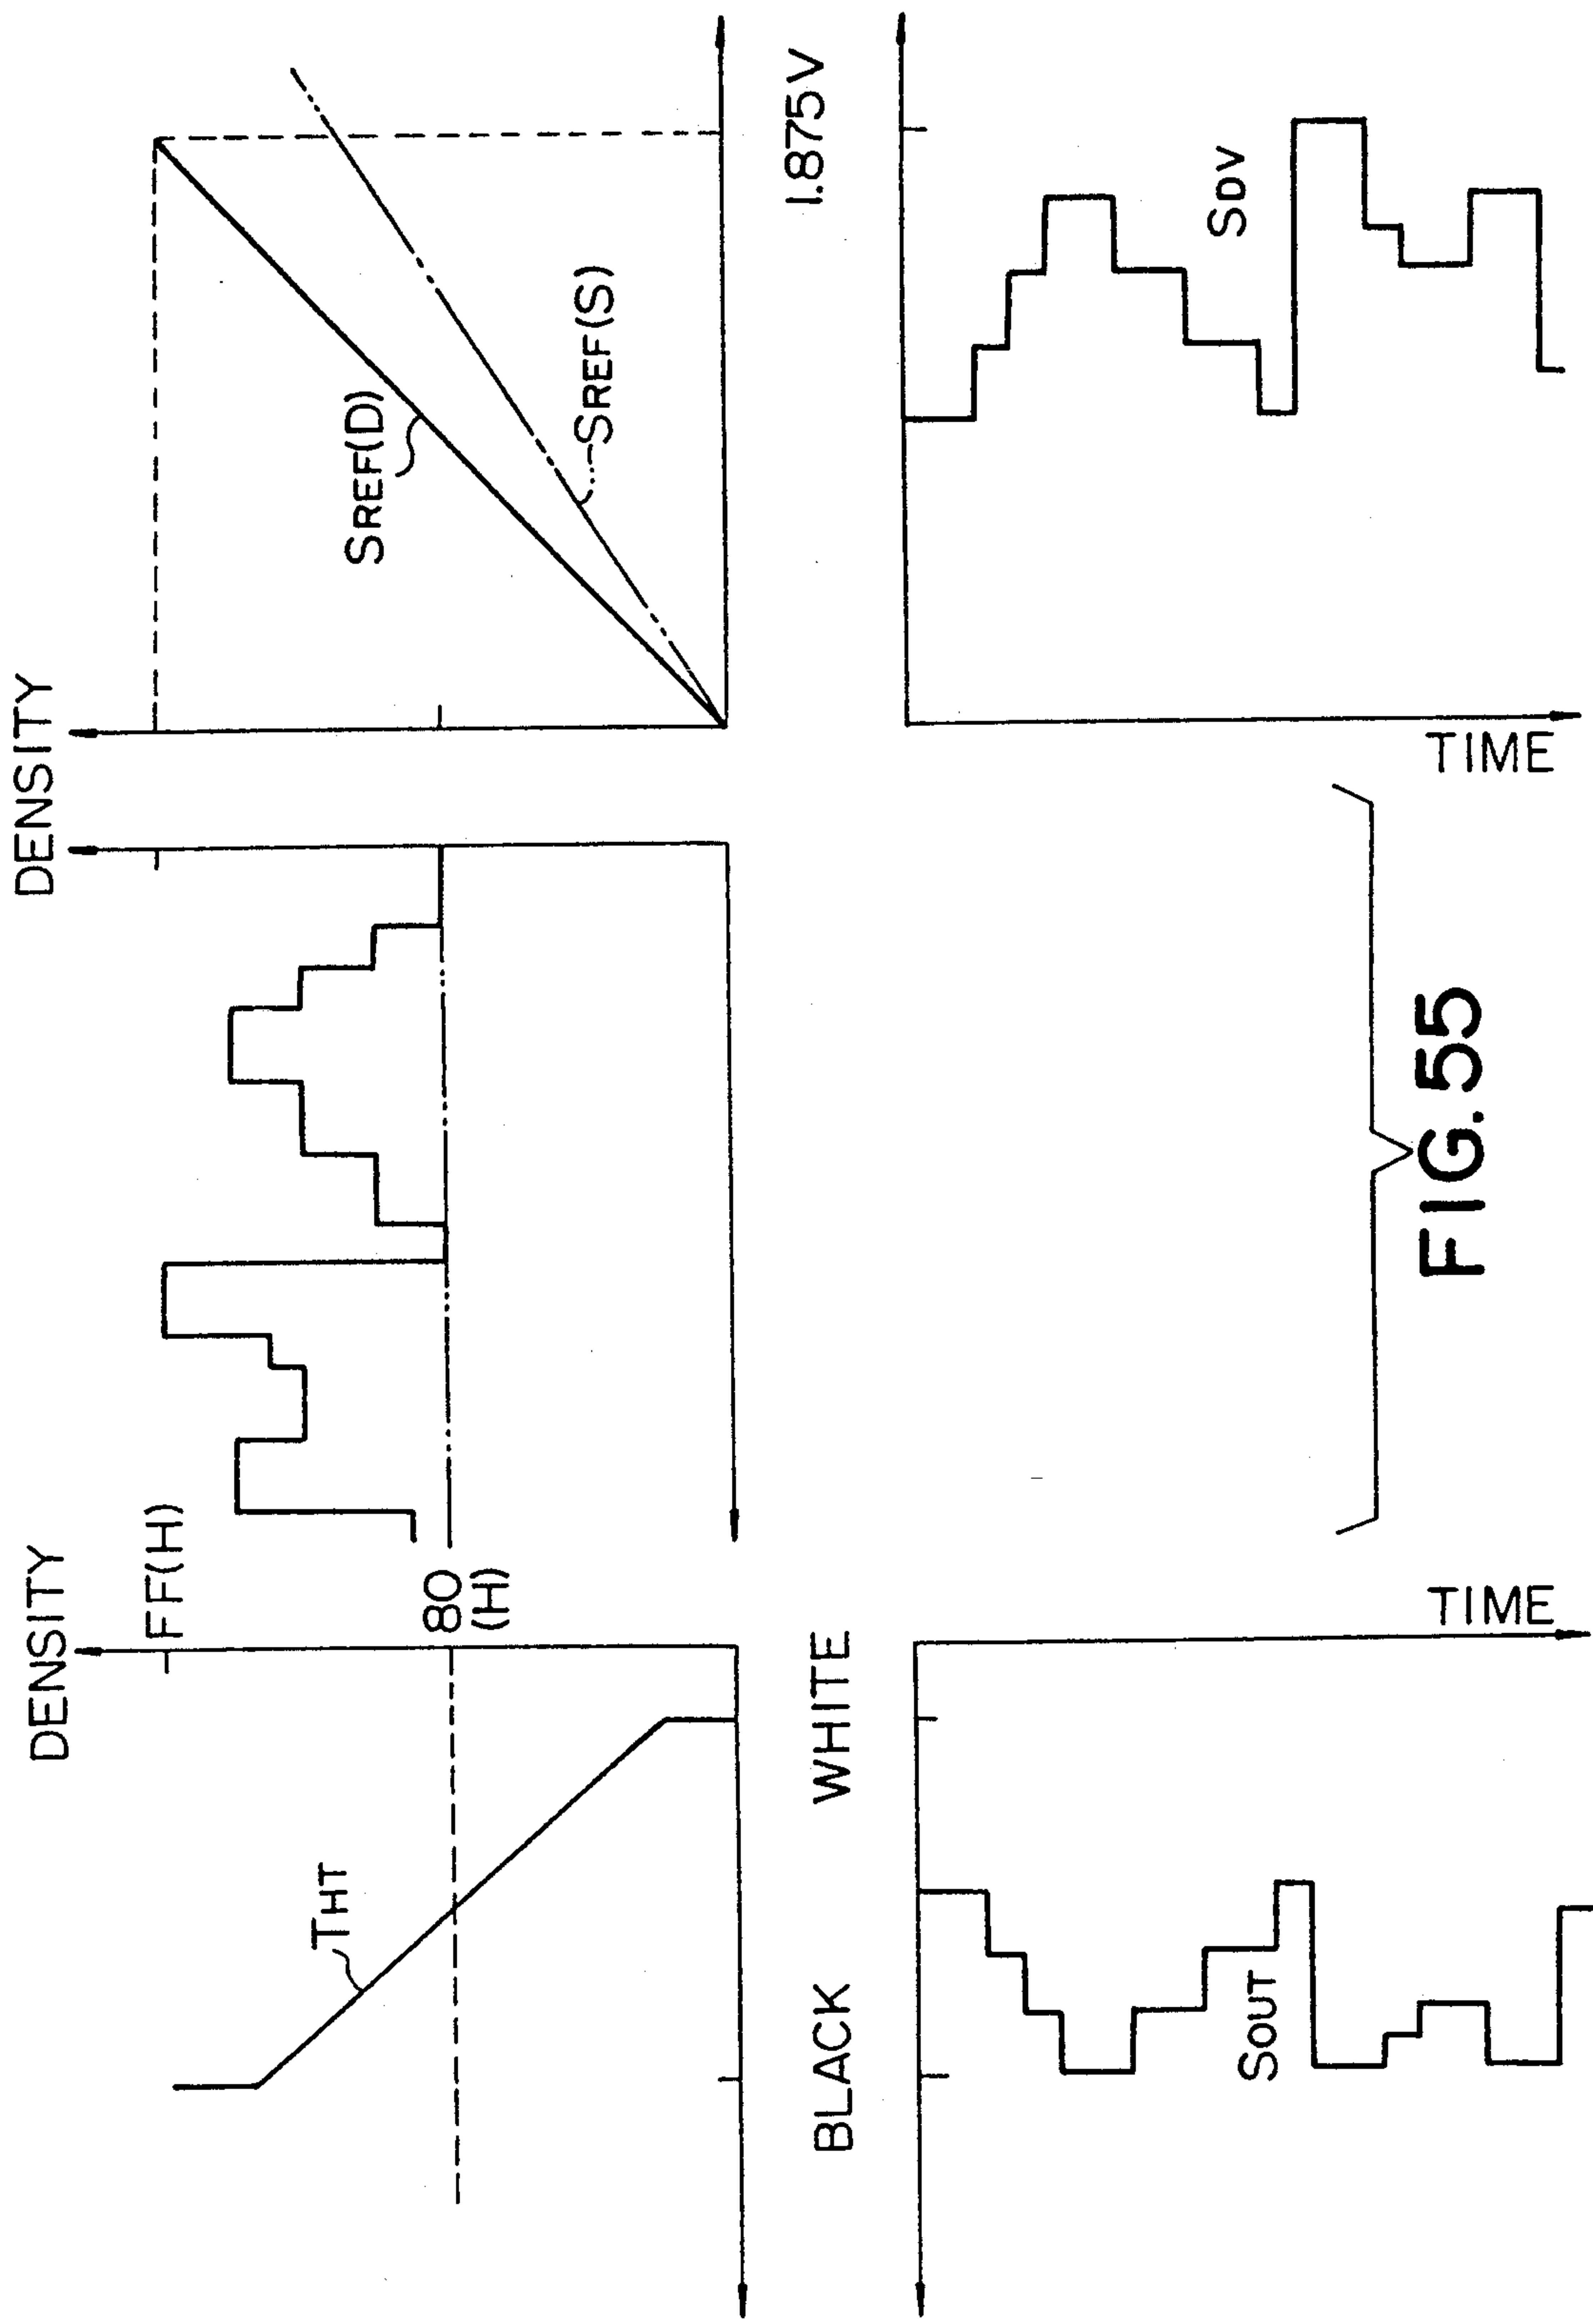 DENSITY
FF(H)
80
(H)
THT
BLACK
WHITE
SOUT
TIME
DENSITY
SREF(D)
SREF(S)
1.875V
SDV
TIME
FIG.55